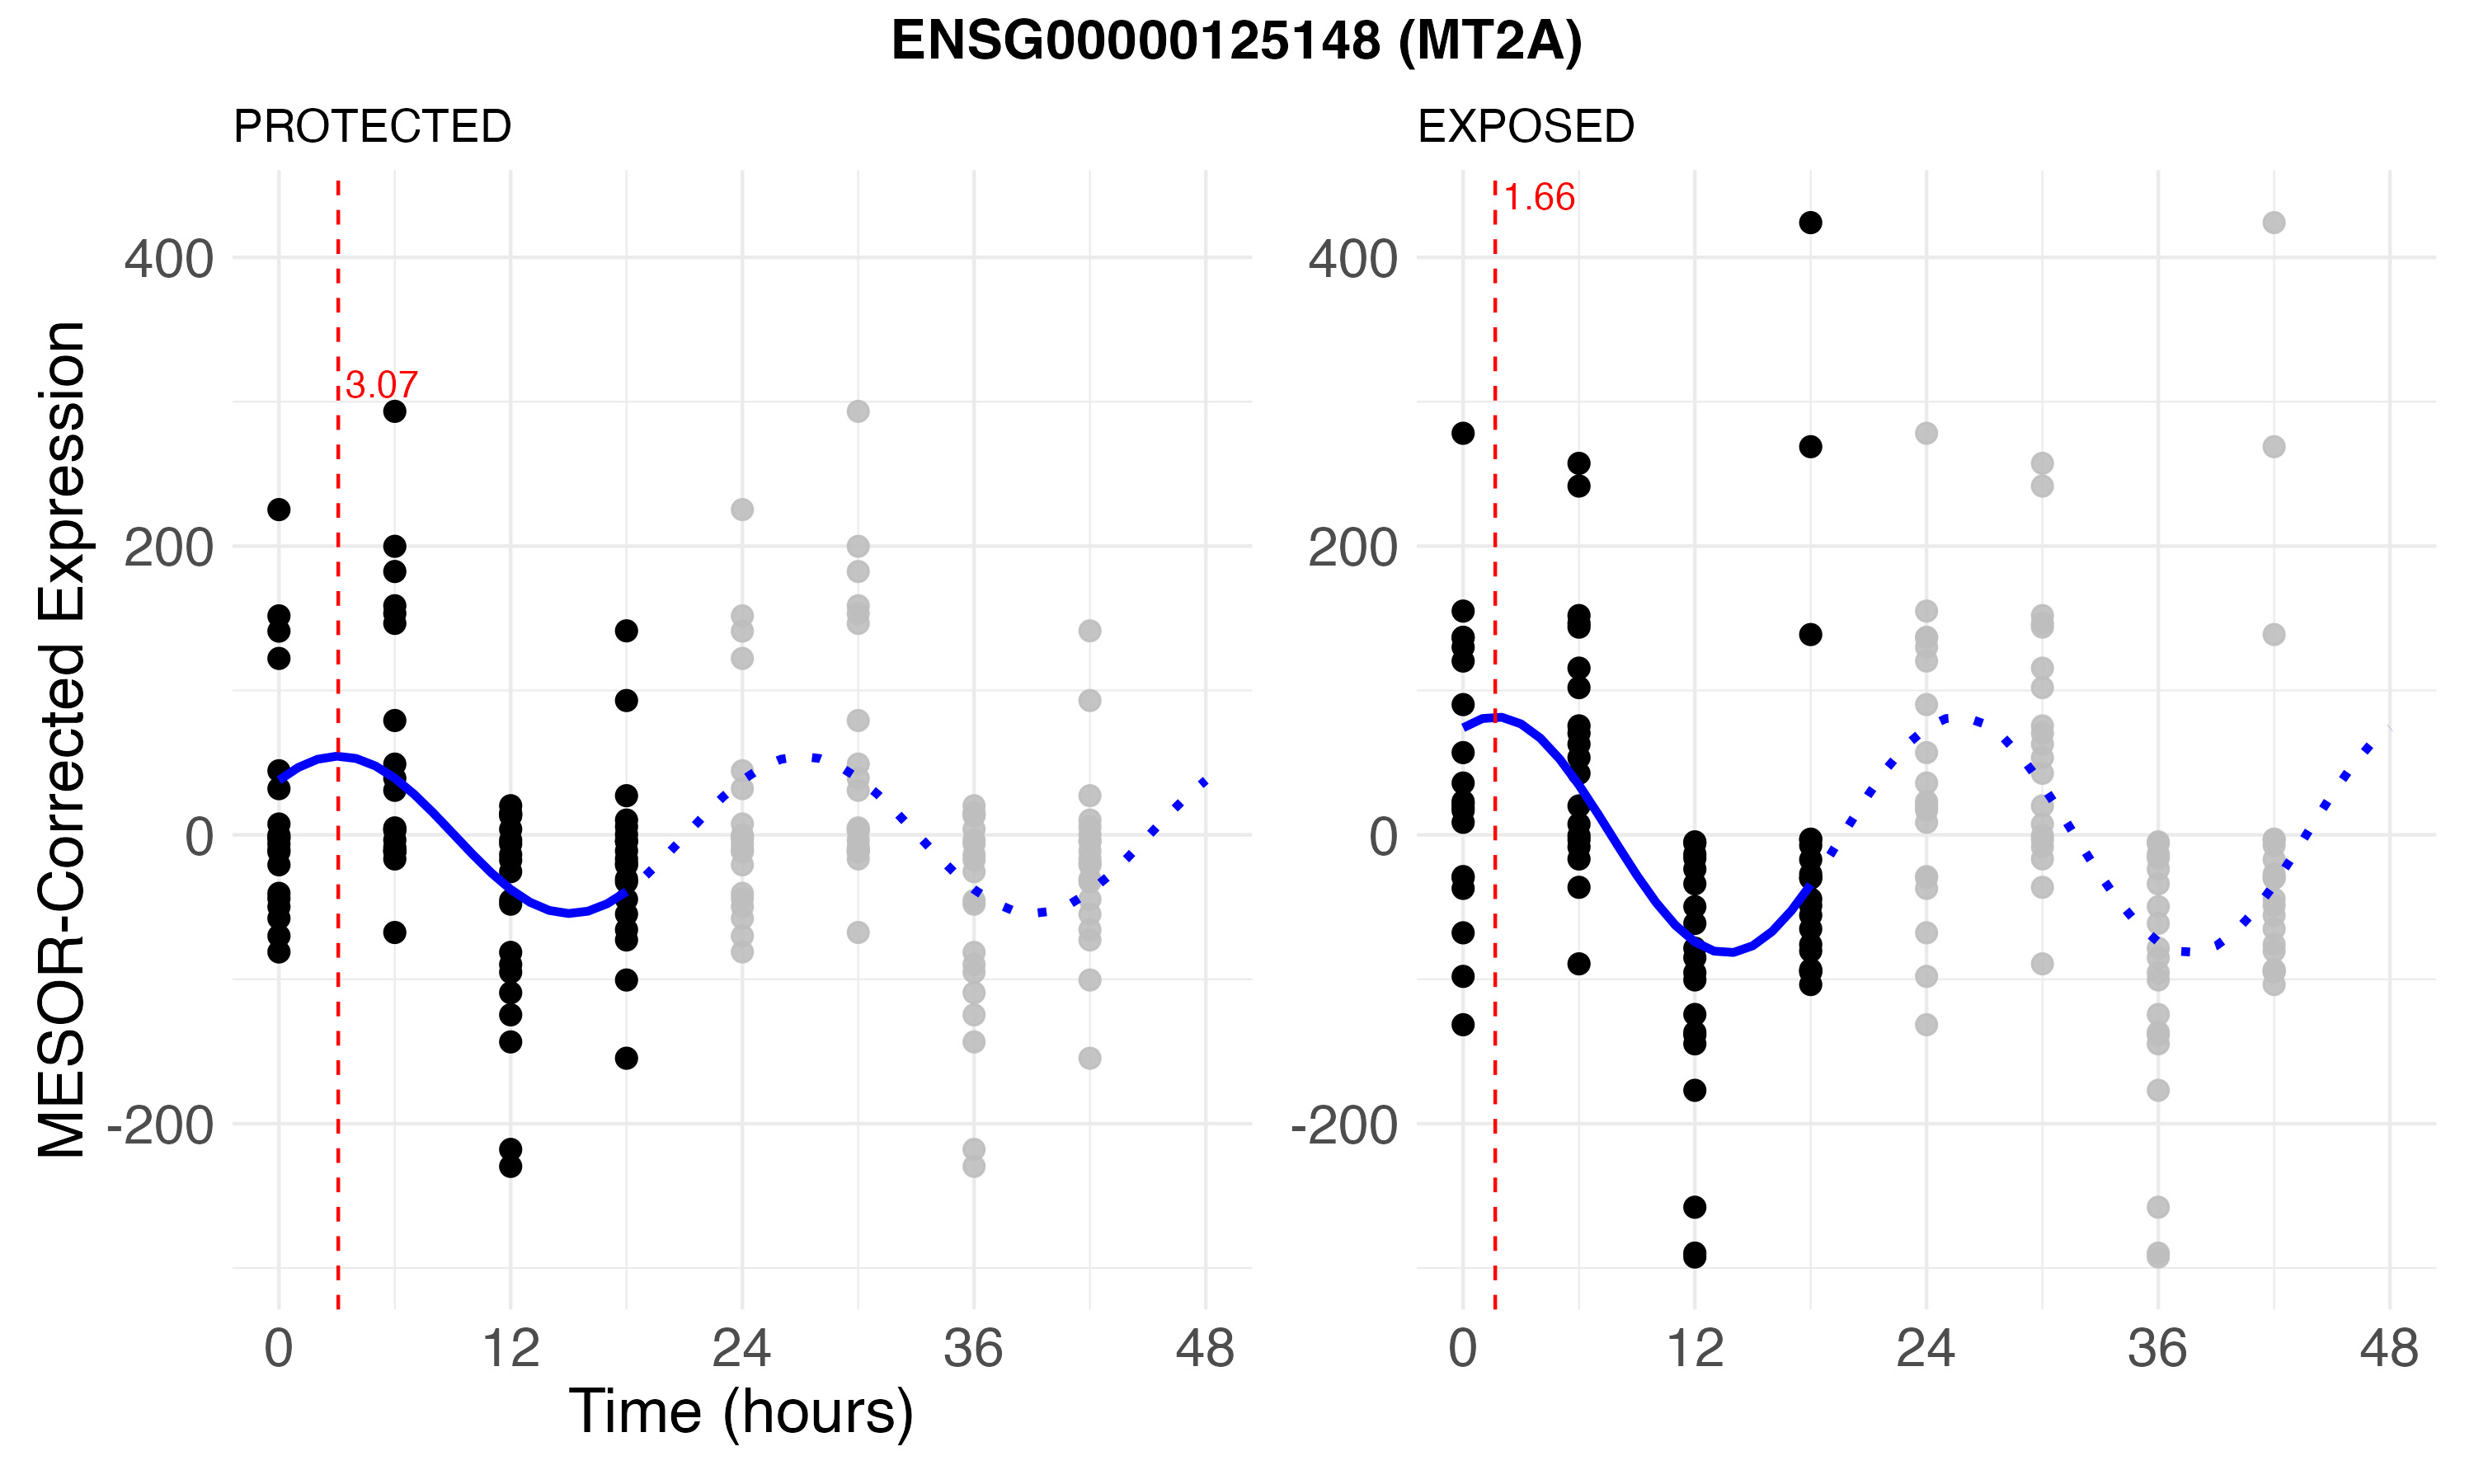 ENSG00000125148 (MT2A)
PROTECTED
EXPOSED
MESOR-Corrected Expression
400
200
0
-200
3.07
0 12 24 36 48
400
200
0
-200
1.66
0 12 24 36 48
Time (hours)